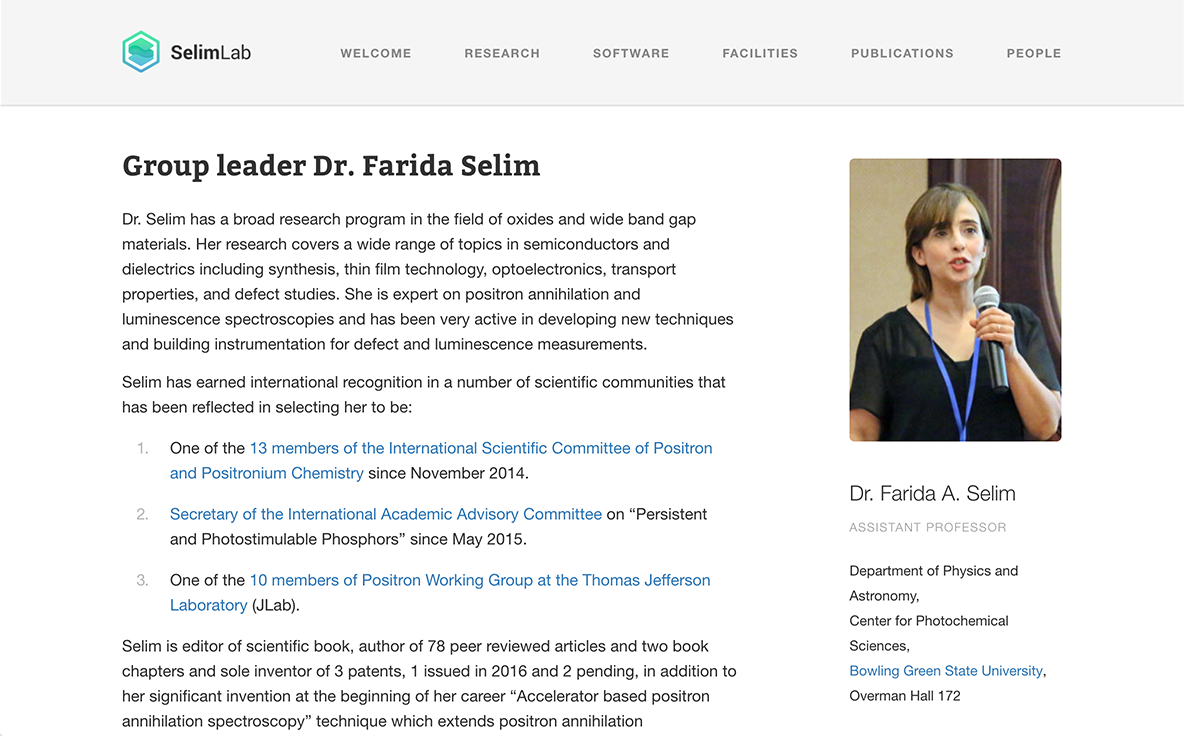 SelimLab
WELCOME
RESEARCH
SOFTWARE
FACILITIES
PUBLICATIONS
PEOPLE
Group leader Dr. Farida Selim
Dr. Selim has a broad research program in the field of oxides and wide band gap
materials. Her research covers a wide range of topics in semiconductors and
dielectrics including synthesis, thin film technology, optoelectronics, transport
properties, and defect studies. She is expert on positron annihilation and
luminescence spectroscopies and has been very active in developing new techniques
and building instrumentation for defect and luminescence measurements.
Selim has earned international recognition in a number of scientific communities that
has been reflected in selecting her to be:
1. One of the 13 members of the International Scientific Committee of Positron
and Positronium Chemistry since November 2014.
2. Secretary of the International Academic Advisory Committee on “Persistent
and Photostimulable Phosphors” since May 2015.
3. One of the 10 members of Positron Working Group at the Thomas Jefferson
Laboratory (JLab).
Selim is editor of scientific book, author of 78 peer reviewed articles and two book
chapters and sole inventor of 3 patents, 1 issued in 2016 and 2 pending, in addition to
her significant invention at the beginning of her career “Accelerator based positron
annihilation spectroscopy” technique which extends positron annihilation
Dr. Farida A. Selim
ASSISTANT PROFESSOR
Department of Physics and
Astronomy,
Center for Photochemical
Sciences,
Bowling Green State University,
Overman Hall 172